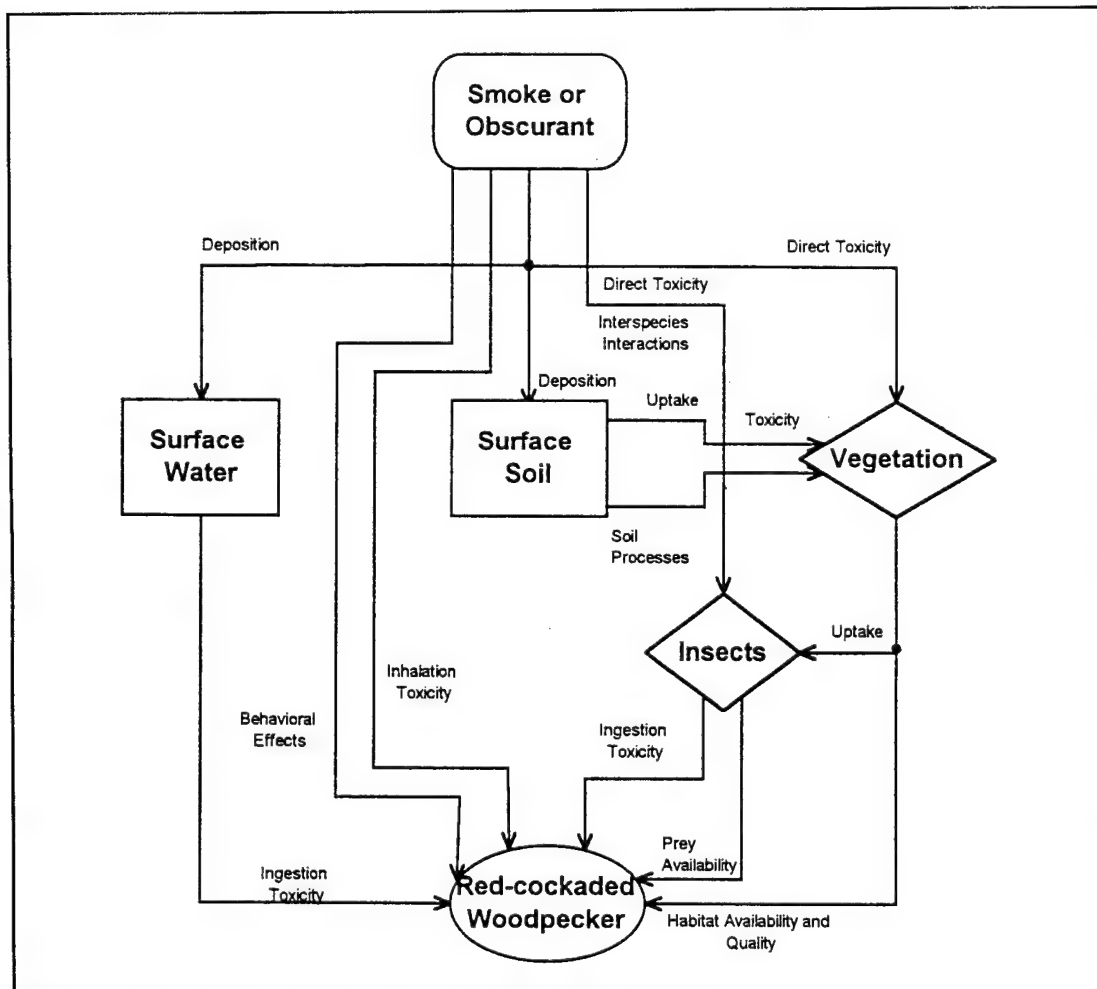 Smoke or
Obscurant
Deposition
Direct Toxicity
Direct Toxicity
Interspecies
Interactions
Deposition
Uptake
Toxicity
Surface
Water
Surface
Soil
Vegetation
Soil
Processes
Insects
Uptake
Inhalation
Toxicity
Behavioral
Effects
Ingestion
Toxicity
Prey
Availability
Ingestion
Toxicity
Red-cockaded
Woodpecker
Habitat Availability and
Quality